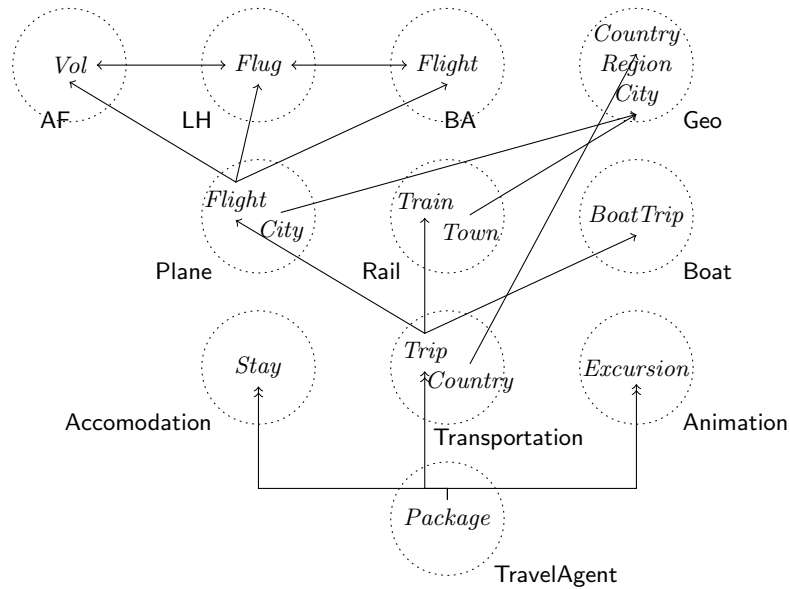 Country
Vol Flug Flight Region
City
AF LH BA Geo
Flight Train BoatTrip
City Town
Plane Rail Boat
Trip
Stay Country Excursion
Accomodation Transportation Animation
Package
TravelAgent